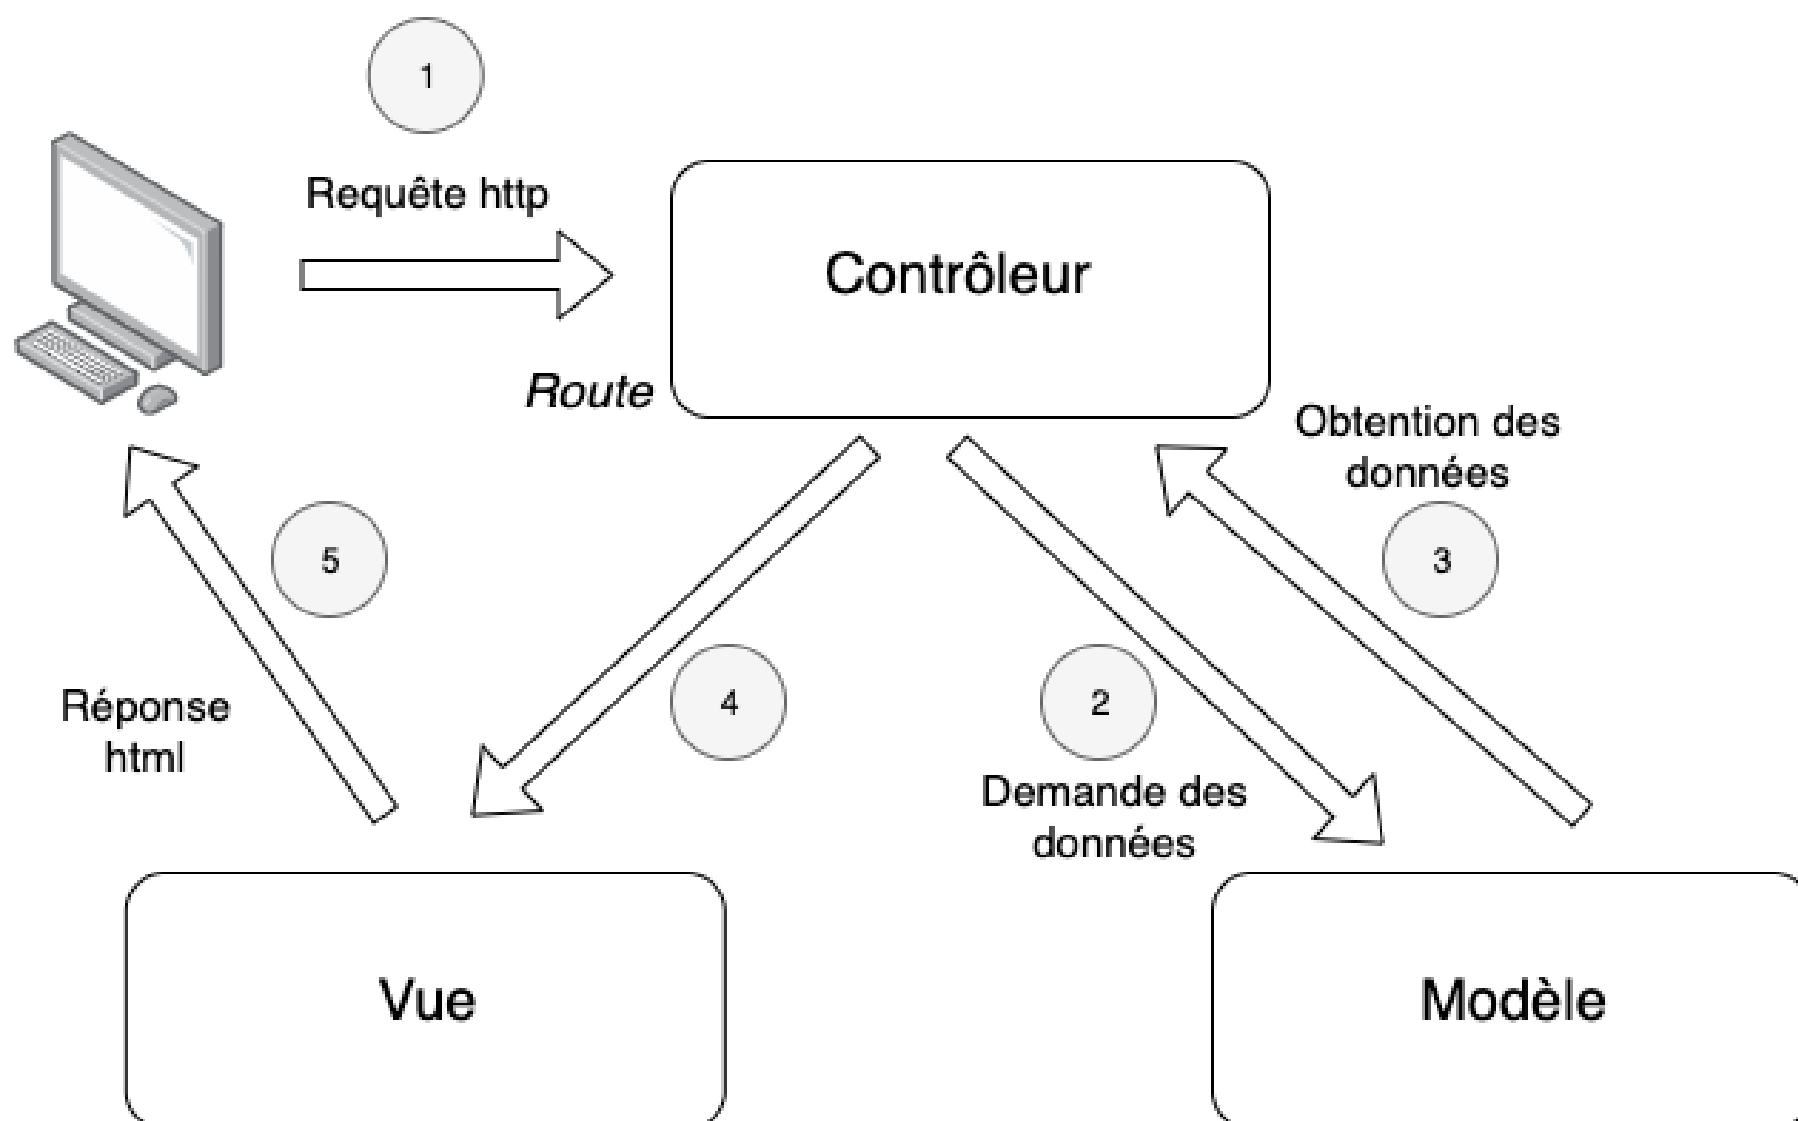 1
Requête http
Contrôleur
Route
Obtention des
données
5
3
4
2
Réponse
html
Demande des
données
Vue
Modèle